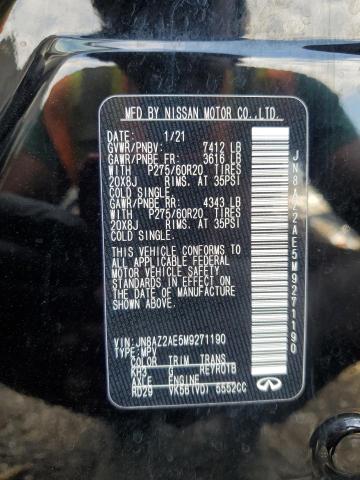 MFD BY NISSAN MOTOR CO.,LTD.
DATE: 1/21
GVWR/PNBV: 7412 LB
GAWR/PNBE FR: 3616 LB
WITH P275/60R20 TIRES
20X8J RIMS, AT 35PSI
COLD SINGLE.
GAWR/PNBE RR: 4343 LB
WITH P275/60R20 TIRES
20X8J RIMS, AT 35PSI
COLD SINGLE.
THIS VEHICLE CONFORMS TO ALL
APPLICABLE FEDERAL MOTOR VEHICLE SAFETY
STANDARDS IN EFFECT ON THE
DATE OF MANUFACTURE
SHOWN ABOVE.
VIN:JN8AZ2AE5M9271190
TYPE:MPV
COLOR TRIM TRANS
KH3 G RE7R01B
AXLE ENGINE
RD29 VK56(VD) 5552CC
INFINITI
JN8AZ2AE5M9271190